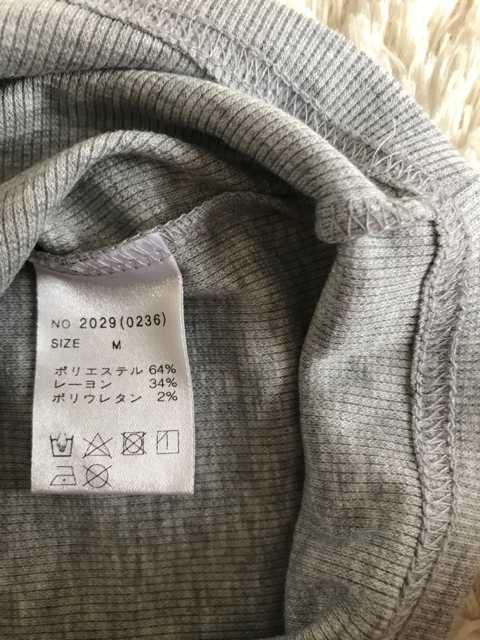 NO 2029(0236)
SIZE M
ポリエステル 64%
レーヨン 34%
ポリウレタン 2%